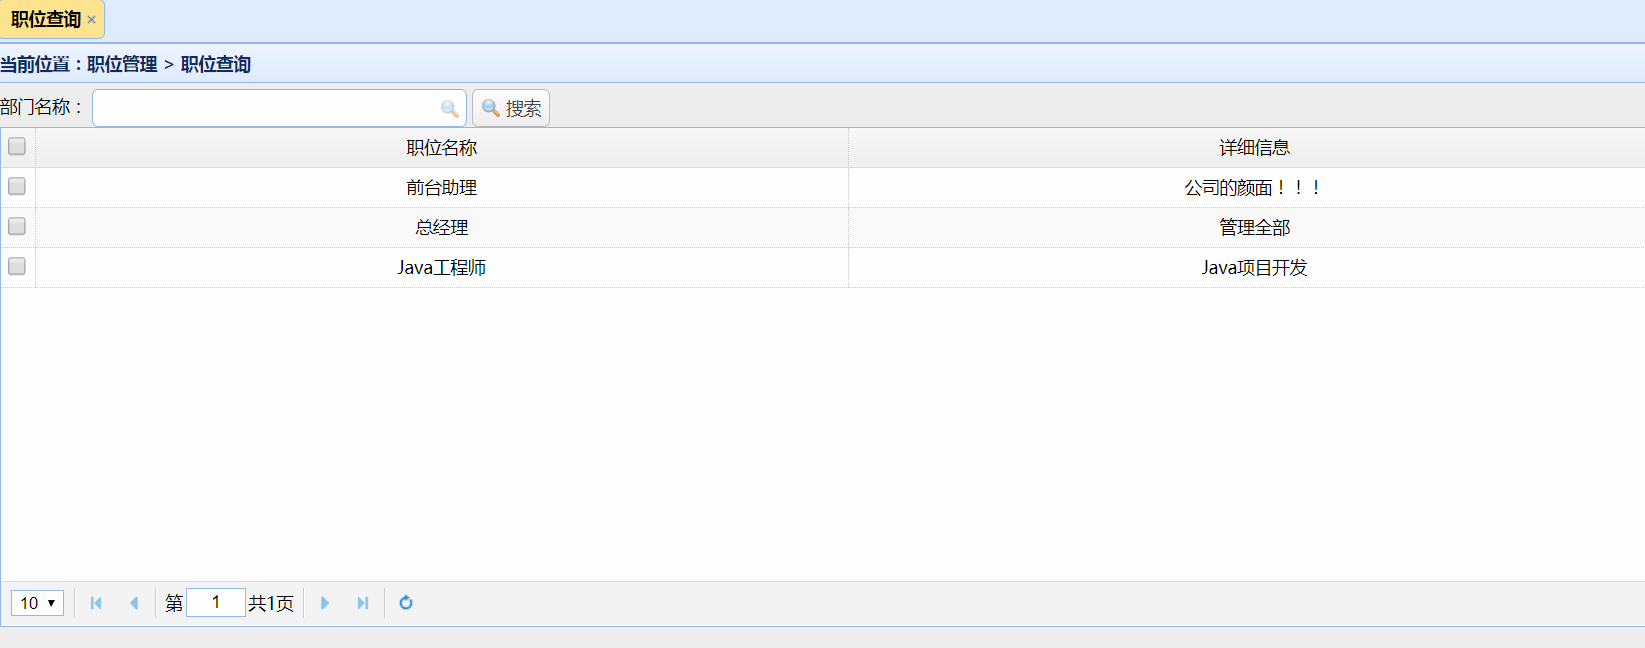 职位查询 ×
当前位置：职位管理 > 职位查询
部门名称： 搜索
职位名称 详细信息
前台助理 公司的颜面！！！
总经理 管理全部
Java工程师 Java项目开发
10 第 1 共1页